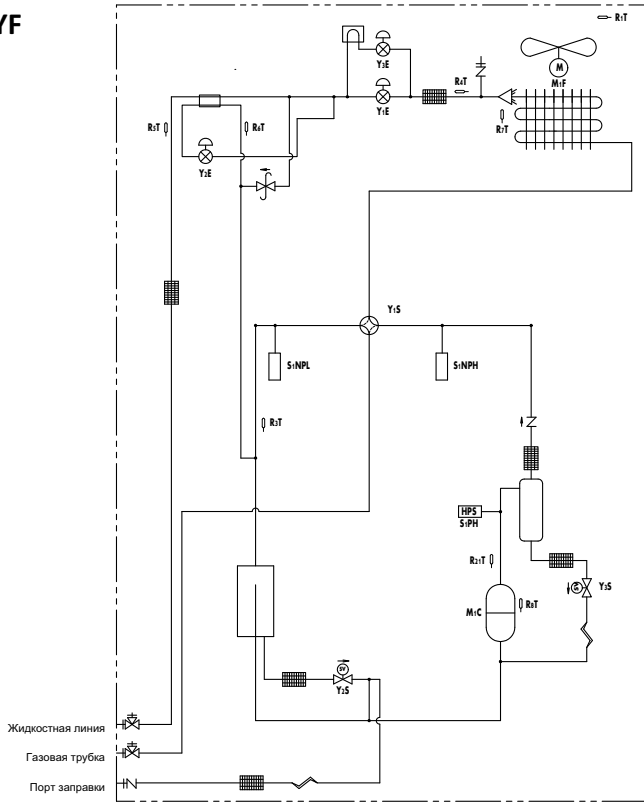 YF
R1T
Y3E
M
M1F
R4T
Y1E
R7T
R5T
R6T
Y2E
Y1S
S1NPL
S1NPH
R3T
HPS
S1PH
R21T
Y3S
M1C
R8T
SV
Y2S
Жидкостная линия
Газовая трубка
Порт заправки